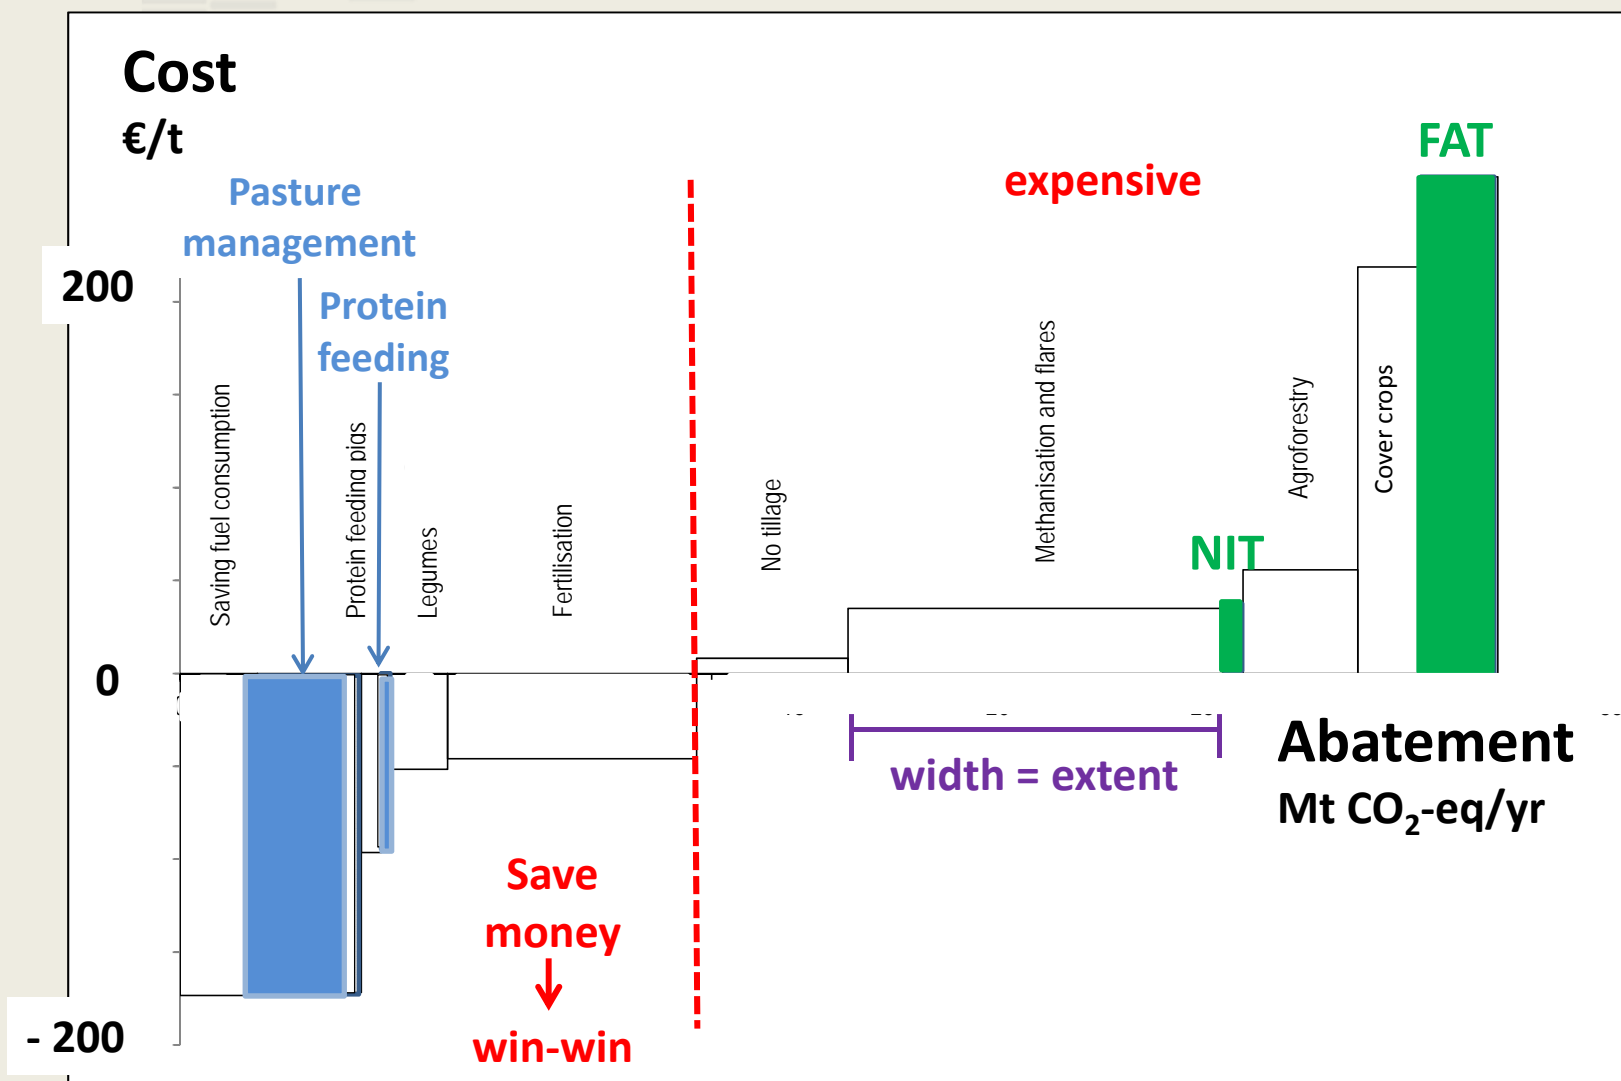 Cost
€/t
FAT
expensive
Pasture
management
200
Protein
feeding
Saving fuel consumption
Protein feeding pigs
Legumes
Fertilisation
No tillage
Methanisation and flares
NIT
Agroforestry
Cover crops
0
Abatement
Mt CO₂-eq/yr
width = extent
Save
money
win-win
- 200